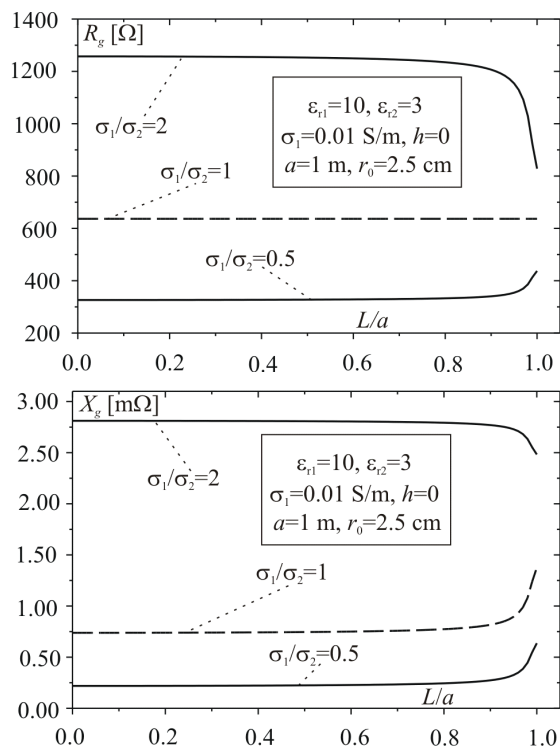 1400
R_g [Ω]
1200
1000
800
600
400
200
σ₁/σ₂=2
σ₁/σ₂=1
σ₁/σ₂=0.5
ε_r1=10, ε_r2=3
σ₁=0.01 S/m, h=0
a=1 m, r₀=2.5 cm
L/a
0.0 0.2 0.4 0.6 0.8 1.0
3.00
X_g [mΩ]
2.50
2.00
1.50
1.00
0.50
0.00
σ₁/σ₂=2
ε_r1=10, ε_r2=3
σ₁=0.01 S/m, h=0
a=1 m, r₀=2.5 cm
σ₁/σ₂=1
σ₁/σ₂=0.5
L/a
0.0 0.2 0.4 0.6 0.8 1.0